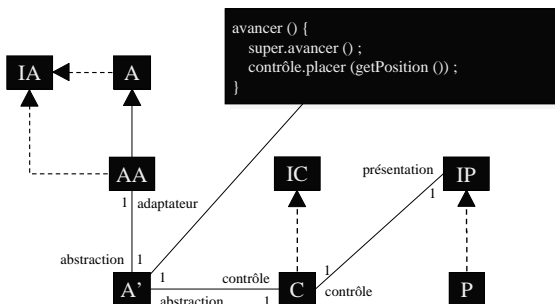 avancer () {
super.avancer () ;
contrôle.placer (getPosition ()) ;
}
IA
A
AA
IC
présentation
IP
1
adaptateur
1
abstraction
1
1
contrôle
1
A'
abstraction
1
C
contrôle
P